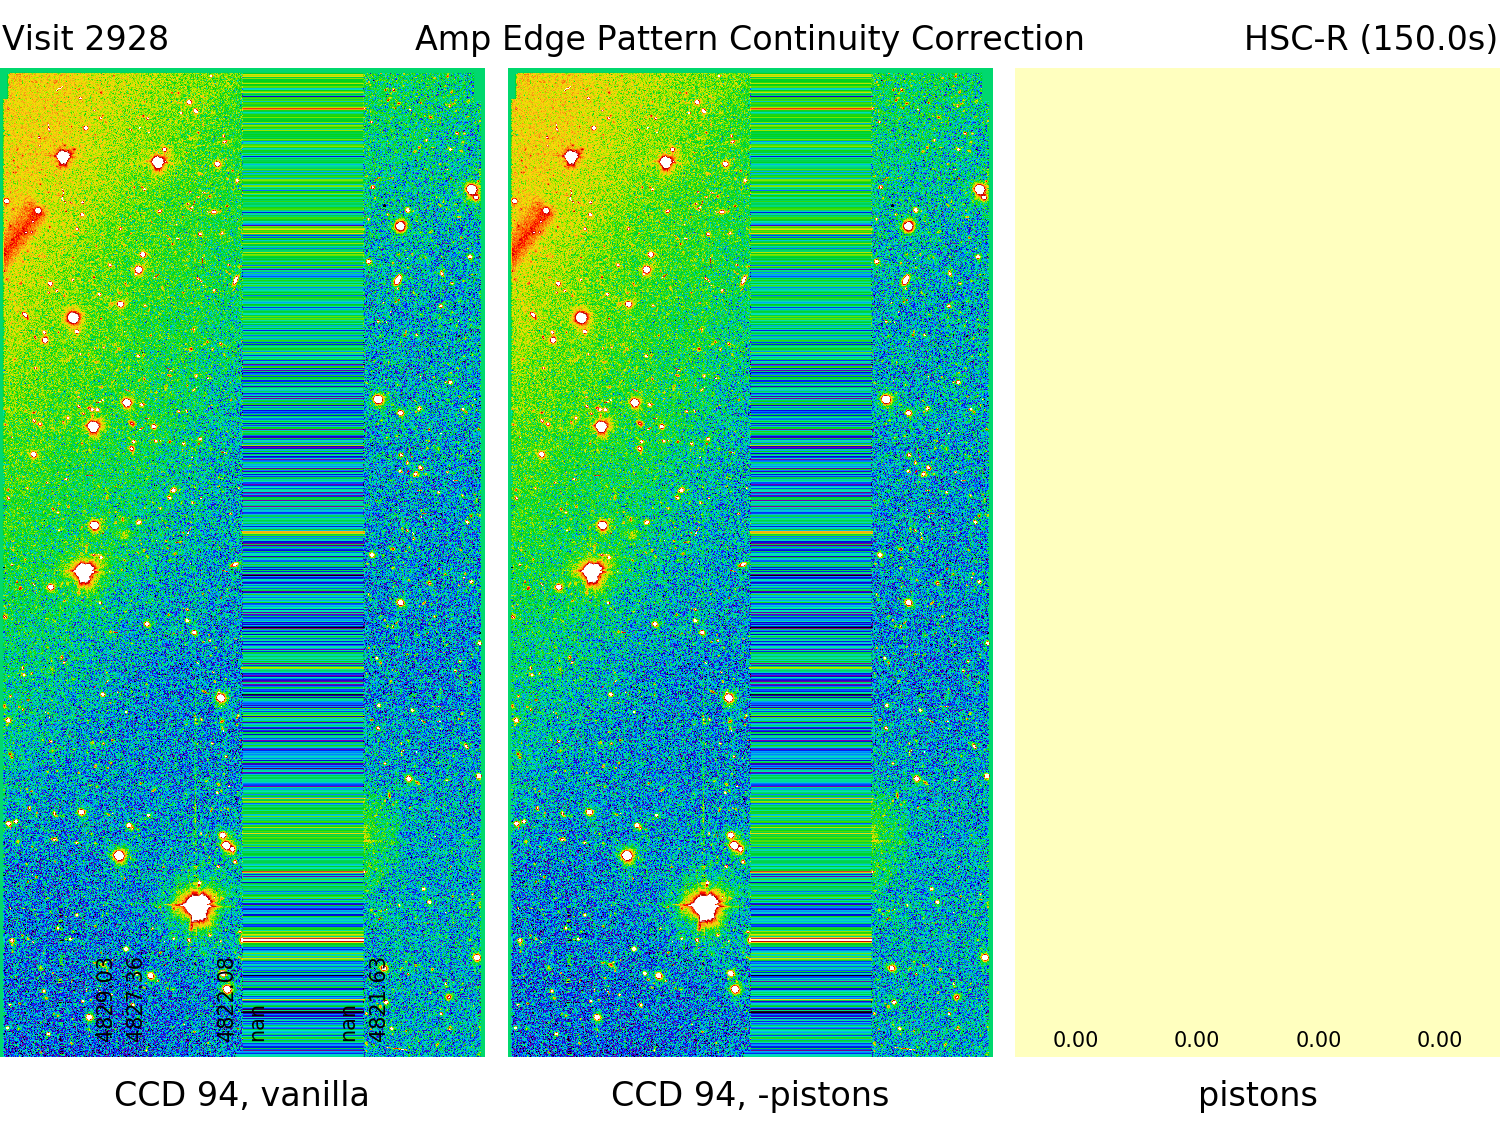 Visit 2928
Amp Edge Pattern Continuity Correction
HSC-R (150.0s)
4829.03
4827.36
4822.08
nan
nan
4821.63
0.00
0.00
0.00
0.00
CCD 94, vanilla
CCD 94, -pistons
pistons